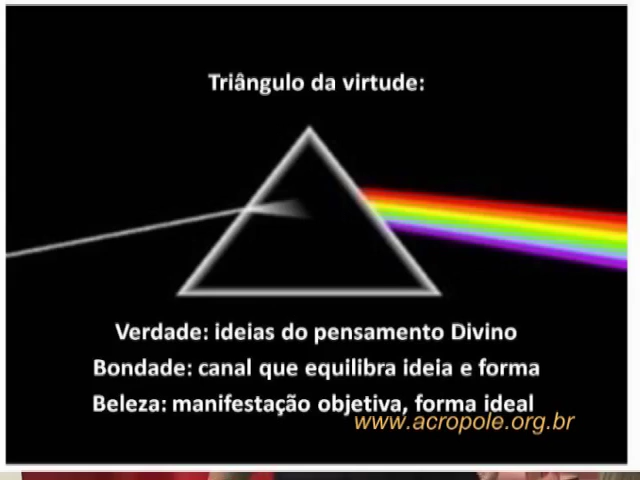 Triângulo da virtude:
Verdade: ideias do pensamento Divino
Bondade: canal que equilibra ideia e forma
Beleza: manifestação objetiva, forma ideal
www.acropole.org.br